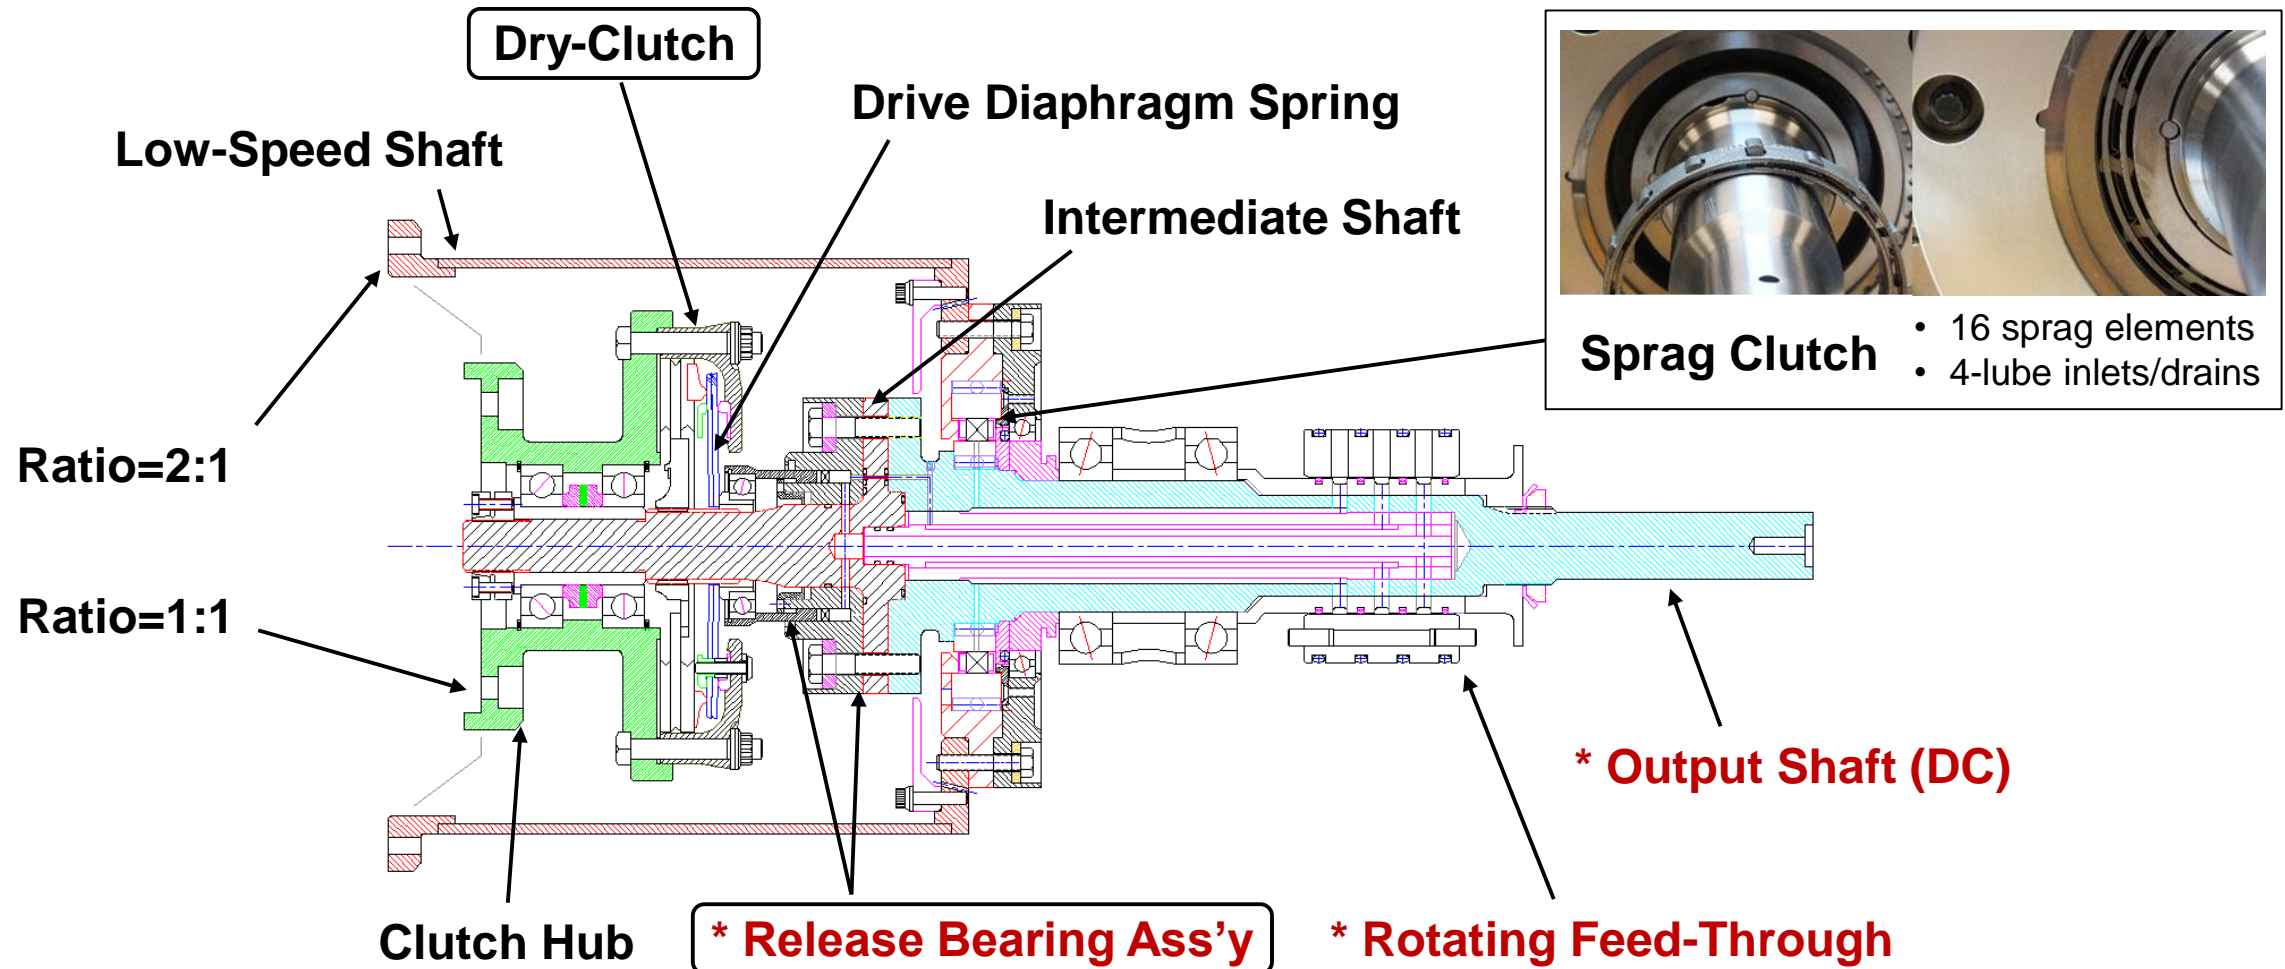 Dry-Clutch
Drive Diaphragm Spring
Low-Speed Shaft
Intermediate Shaft
Sprag Clutch
• 16 sprag elements
• 4-lube inlets/drains
Ratio=2:1
Ratio=1:1
* Output Shaft (DC)
Clutch Hub
* Release Bearing Ass’y
* Rotating Feed-Through